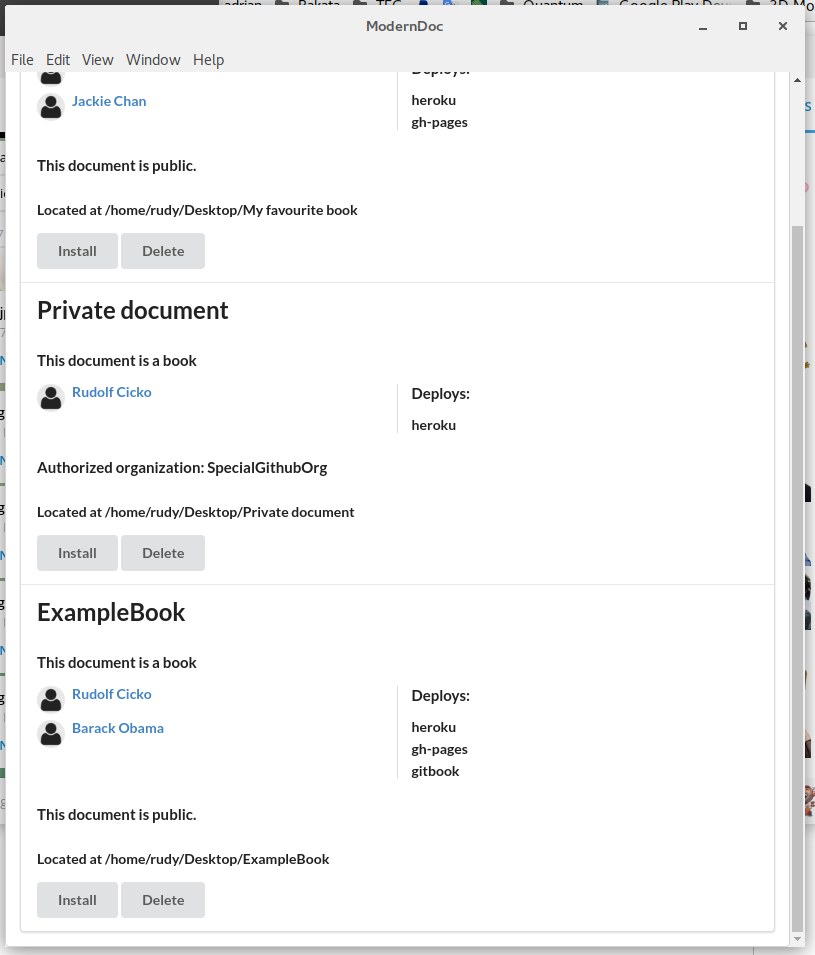 ModernDoc
File Edit View Window Help
Deploys:
Jackie Chan
heroku
gh-pages
This document is public.
Located at /home/rudy/Desktop/My favourite book
Install Delete
Private document
This document is a book
Rudolf Cicko
Deploys:
heroku
Authorized organization: SpecialGithubOrg
Located at /home/rudy/Desktop/Private document
Install Delete
ExampleBook
This document is a book
Rudolf Cicko
Barack Obama
Deploys:
heroku
gh-pages
gitbook
This document is public.
Located at /home/rudy/Desktop/ExampleBook
Install Delete